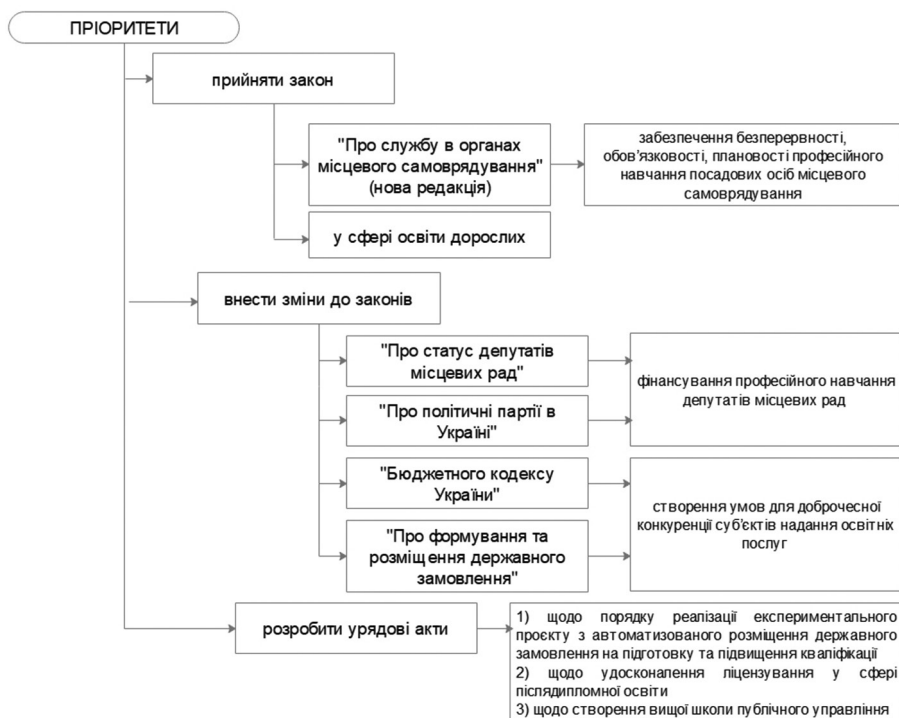 ПРІОРИТЕТИ
прийняти закон
"Про службу в органах
місцевого самоврядування"
(нова редакція)
забезпечення безперервності,
обов’язковості, плановості професійного
навчання посадових осіб місцевого
самоврядування
у сфері освіти дорослих
внести зміни до законів
"Про статус депутатів
місцевих рад"
"Про політичні партії в
Україні"
фінансування професійного навчання
депутатів місцевих рад
"Бюджетного кодексу
України"
"Про формування та
розміщення державного
замовлення"
створення умов для доброчесної
конкуренції суб’єктів надання освітніх
послуг
розробити урядові акти
1) щодо порядку реалізації експериментального
проєкту з автоматизованого розміщення державного
замовлення на підготовку та підвищення кваліфікації
2) щодо удосконалення ліцензування у сфері
післядипломної освіти
3) щодо створення вищої школи публічного управління